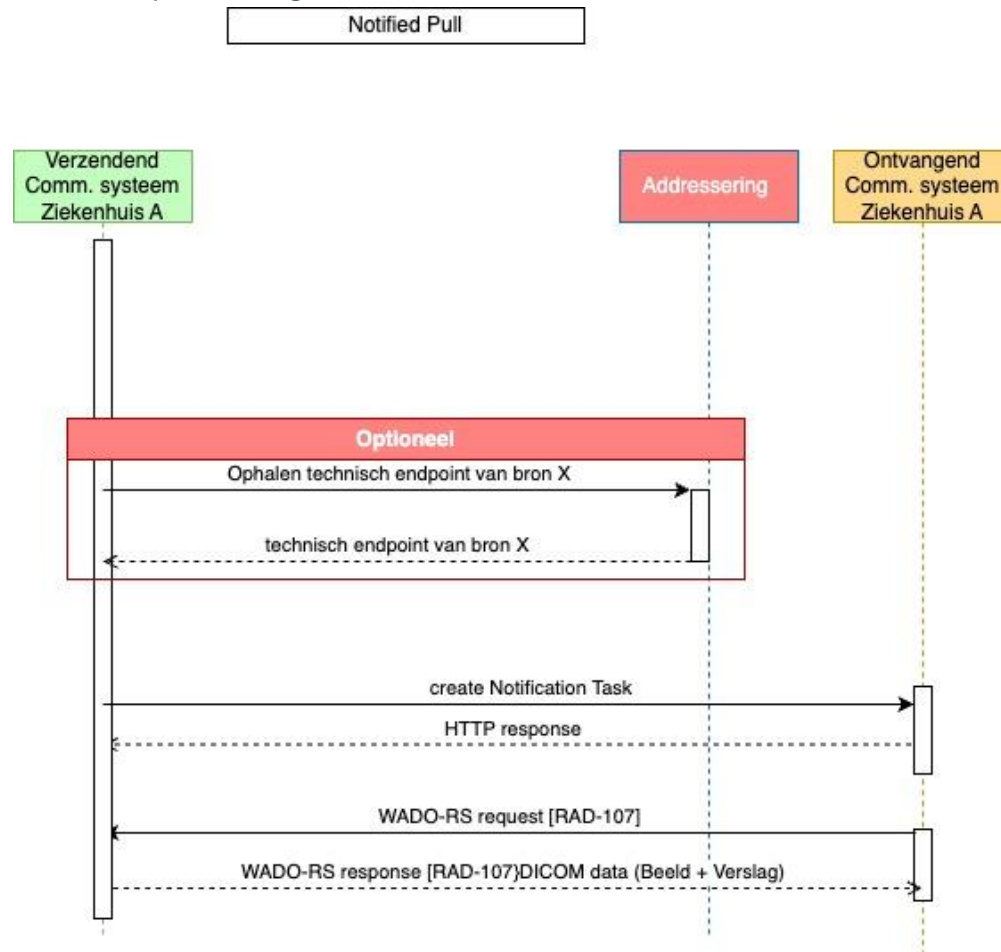 Notified Pull
Verzendend
Comm. systeem
Ziekenhuis A
Addressering
Ontvangend
Comm. systeem
Ziekenhuis A
Optioneel
Ophalen technisch endpoint van bron X
technisch endpoint van bron X
create Notification Task
HTTP response
WADO-RS request [RAD-107]
WADO-RS response [RAD-107}DICOM data (Beeld + Verslag)